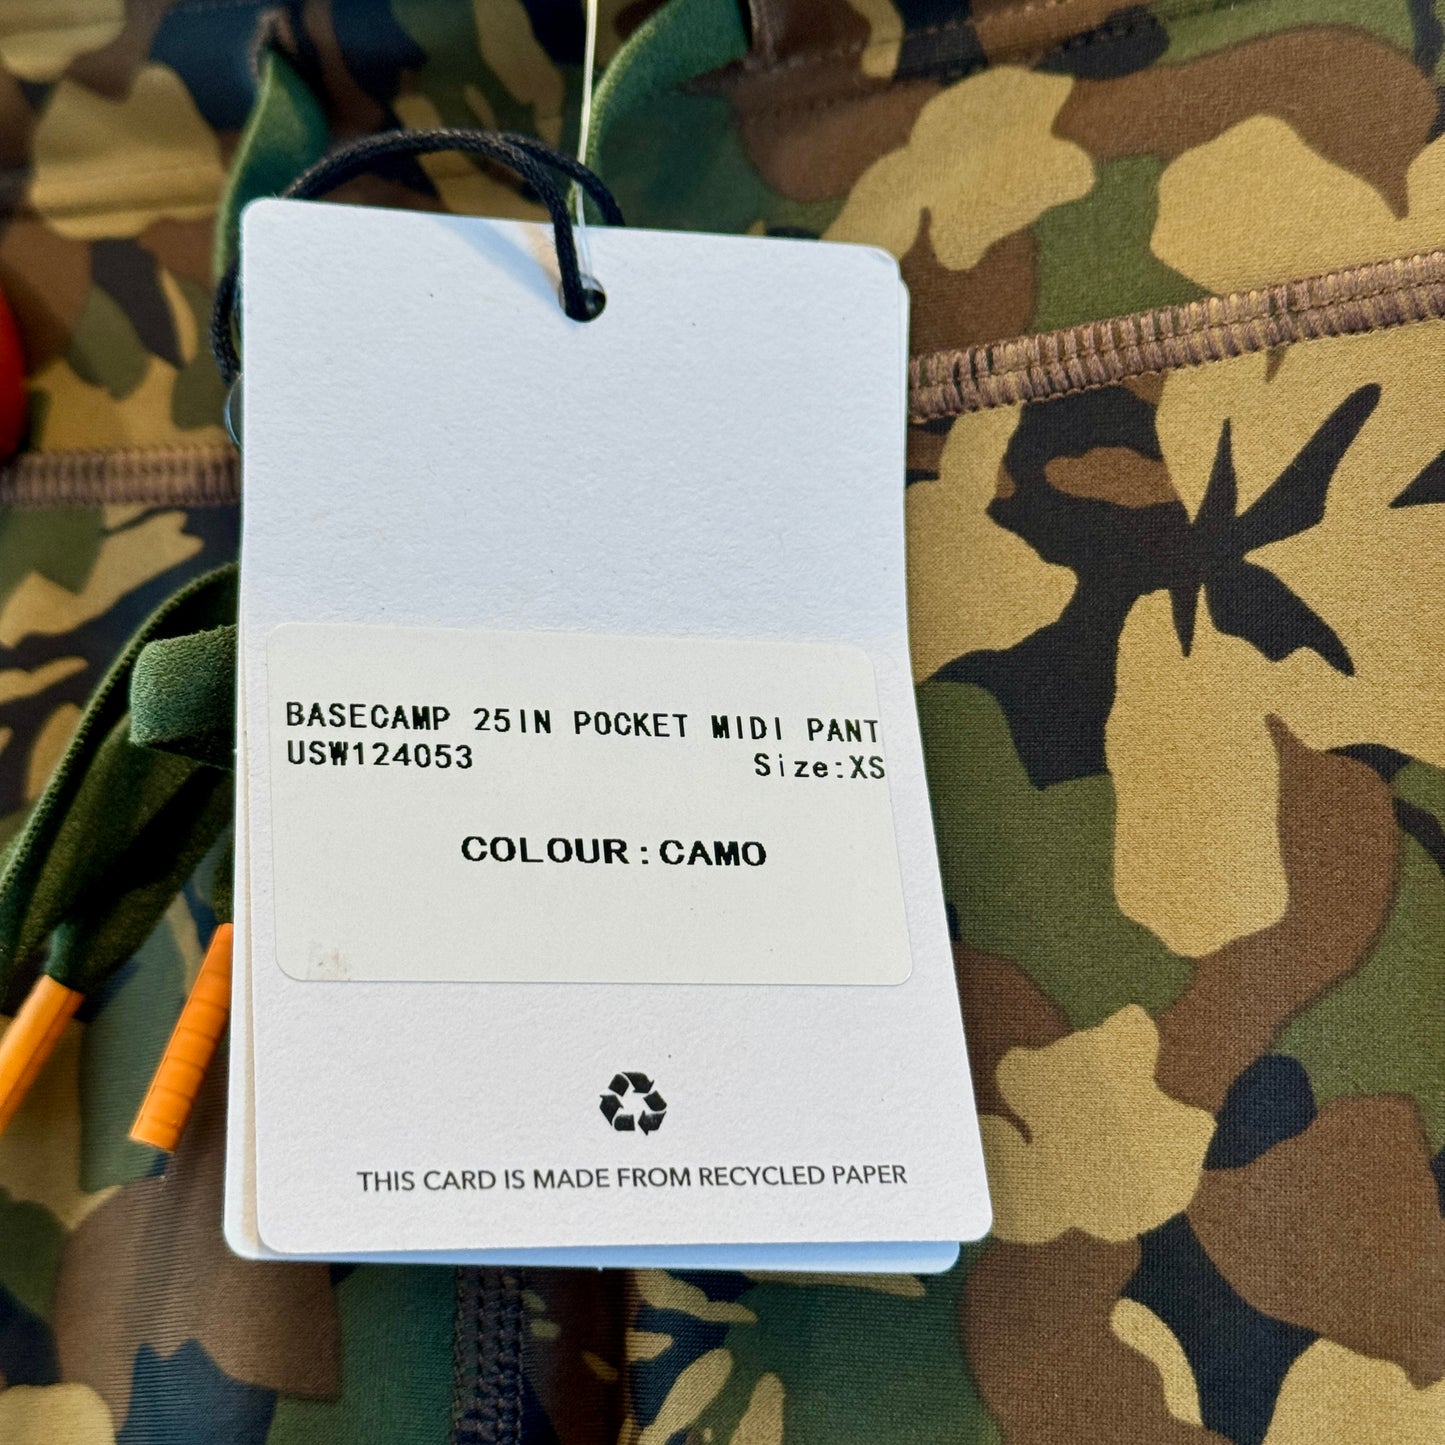 BASECAMP 25IN POCKET MIDI PANT
USW124053 Size:XS
COLOUR:CAMO
THIS CARD IS MADE FROM RECYCLED PAPER